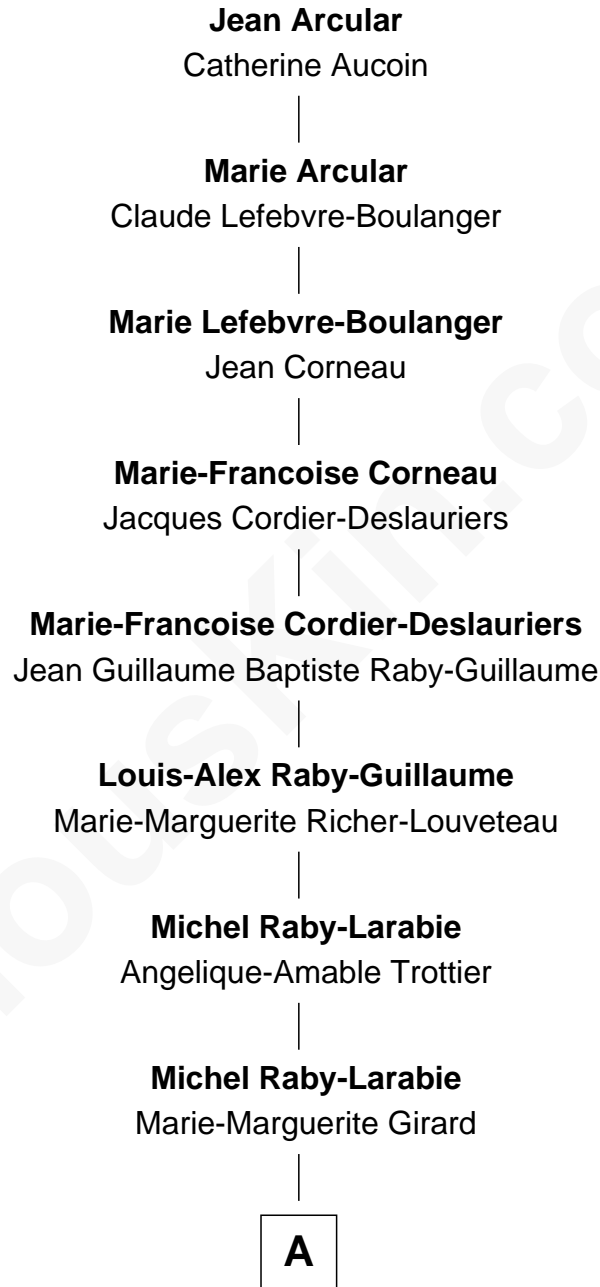 Jean Arcular
Catherine Aucoin
Marie Arcular
Claude Lefebvre-Boulanger
Marie Lefebvre-Boulanger
Jean Corneau
Marie-Francoise Corneau
Jacques Cordier-Deslauriers
Marie-Francoise Cordier-Deslauriers
Jean Guillaume Baptiste Raby-Guillaume
Louis-Alex Raby-Guillaume
Marie-Marguerite Richer-Louveteau
Michel Raby-Larabie
Angelique-Amable Trottier
Michel Raby-Larabie
Marie-Marguerite Girard
A